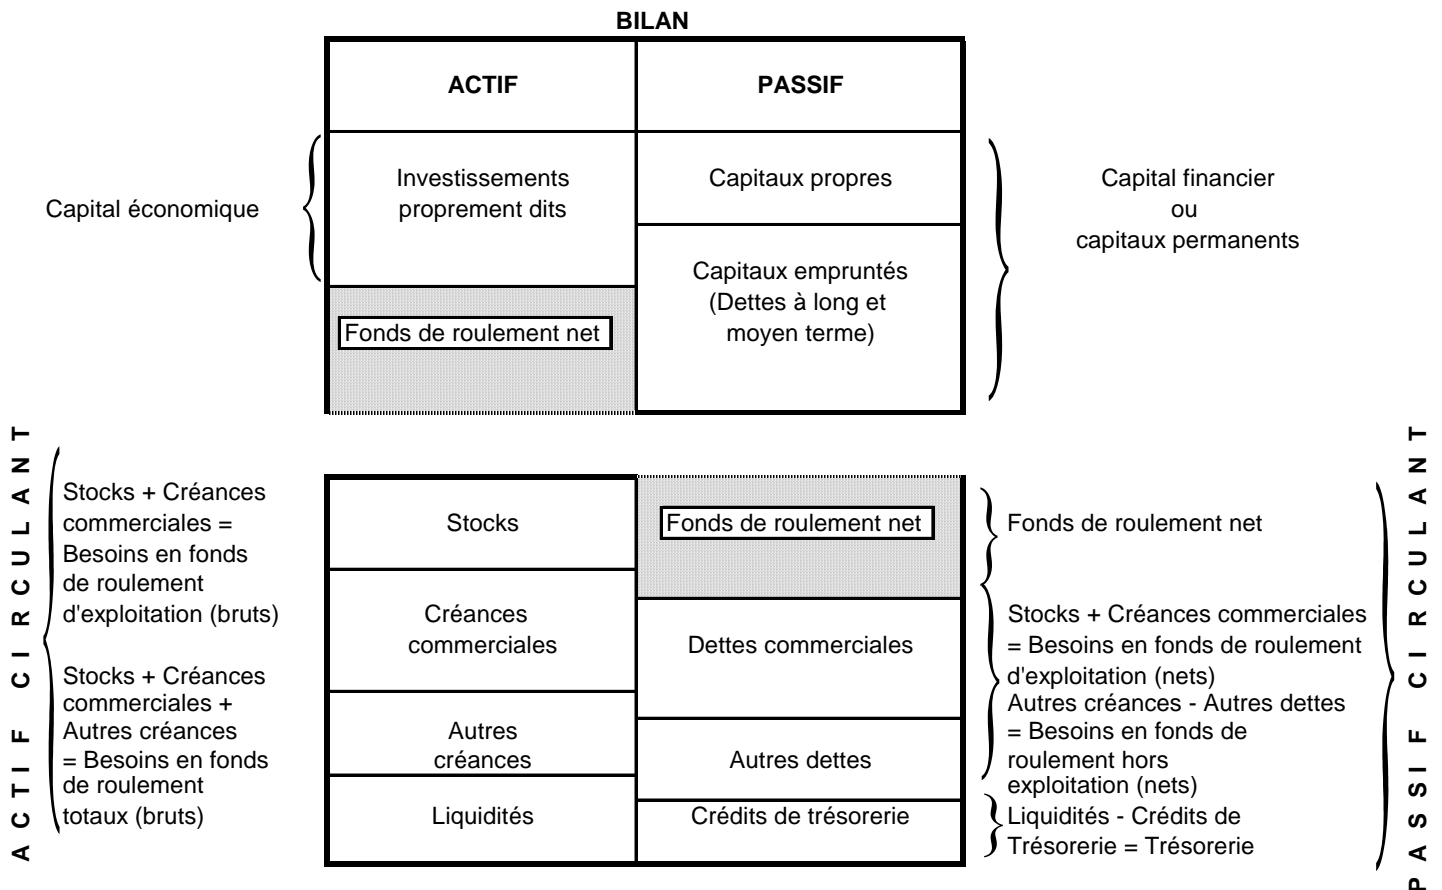 BILAN
ACTIF
PASSIF
Capital économique
Investissements
proprement dits
Fonds de roulement net
Capitaux propres
Capitaux empruntés
(Dettes à long et
moyen terme)
Capital financier
ou
capitaux permanents
ACTIF CIRCULANT
Stocks + Créances
commerciales =
Besoins en fonds
de roulement
d'exploitation (bruts)
Stocks + Créances
commerciales +
Autres créances
= Besoins en fonds
de roulement
totaux (bruts)
Stocks
Créances
commerciales
Autres
créances
Liquidités
Fonds de roulement net
Dettes commerciales
Autres dettes
Crédits de trésorerie
Fonds de roulement net
Stocks + Créances commerciales
= Besoins en fonds de roulement
d'exploitation (nets)
Autres créances - Autres dettes
= Besoins en fonds de
roulement hors
exploitation (nets)
Liquidités - Crédits de
Trésorerie = Trésorerie
PASSIF CIRCULANT